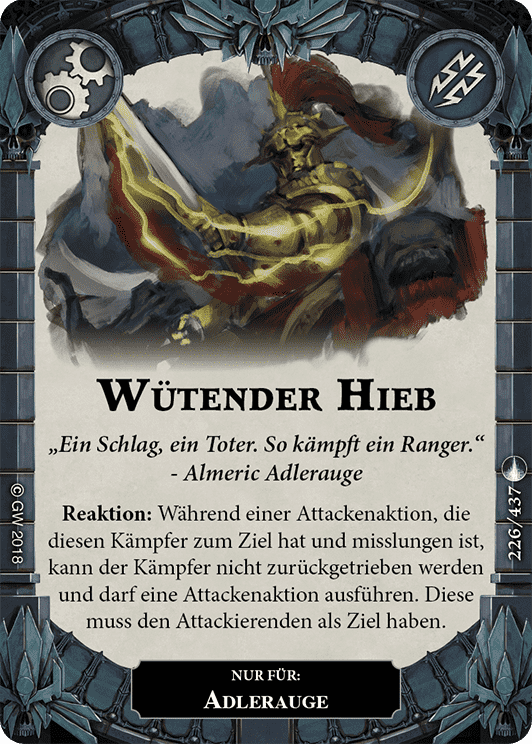 Wütender Hieb
„Ein Schlag, ein Toter. So kämpft ein Ranger.“
- Almeric Adlerauge
Reaktion: Während einer Attackenaktion, die
diesen Kämpfer zum Ziel hat und misslungen ist,
kann der Kämpfer nicht zurückgetrieben werden
und darf eine Attackenaktion ausführen. Diese
muss den Attackierenden als Ziel haben.
NUR FÜR:
Adlerauge
© GW 2018
226/437